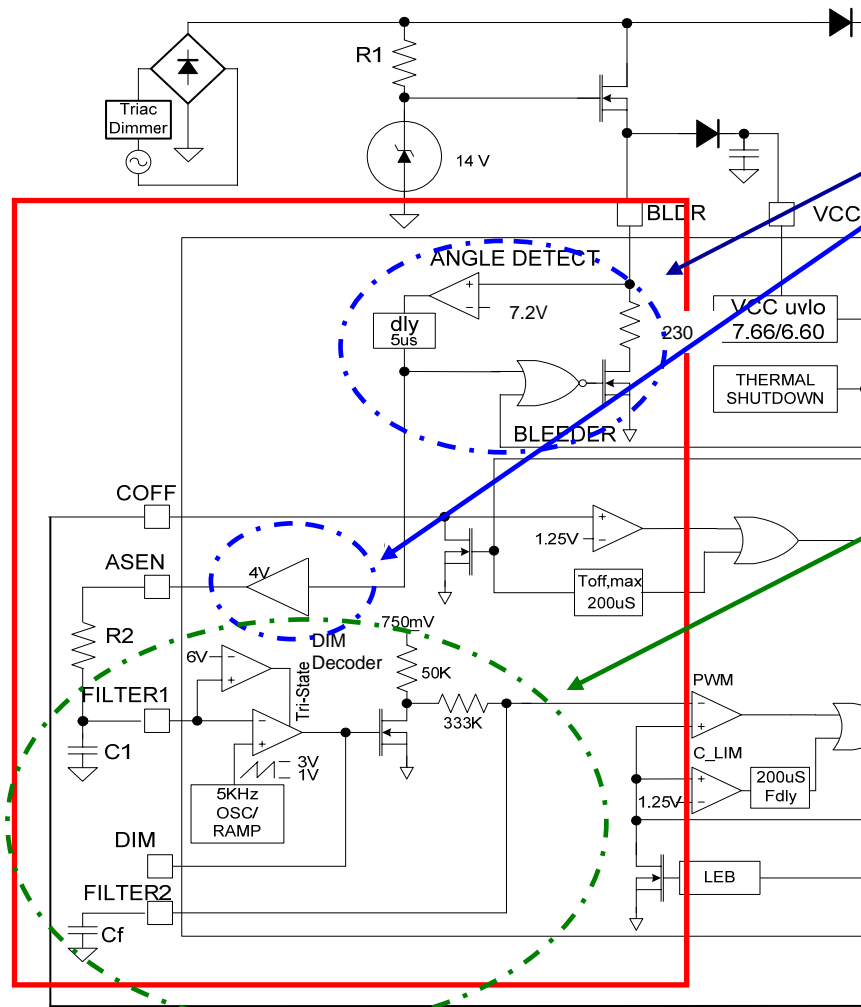 R1
Triac
Dimmer
14 V
BLDR
VCC
ANGLE DETECT
7.2V
dly
5us
230
VCC uvlo
7.66/6.60
THERMAL
SHUTDOWN
BLEEDER
COFF
1.25V
ASEN
4V
Toff,max
200uS
R2
750mV
DIM
Decoder
6V
50K
Tri-State
FILTER1
333K
PWM
C1
3V
1V
C_LIM
5KHz
OSC/
RAMP
200uS
Fdly
1.25V
DIM
LEB
FILTER2
Cf